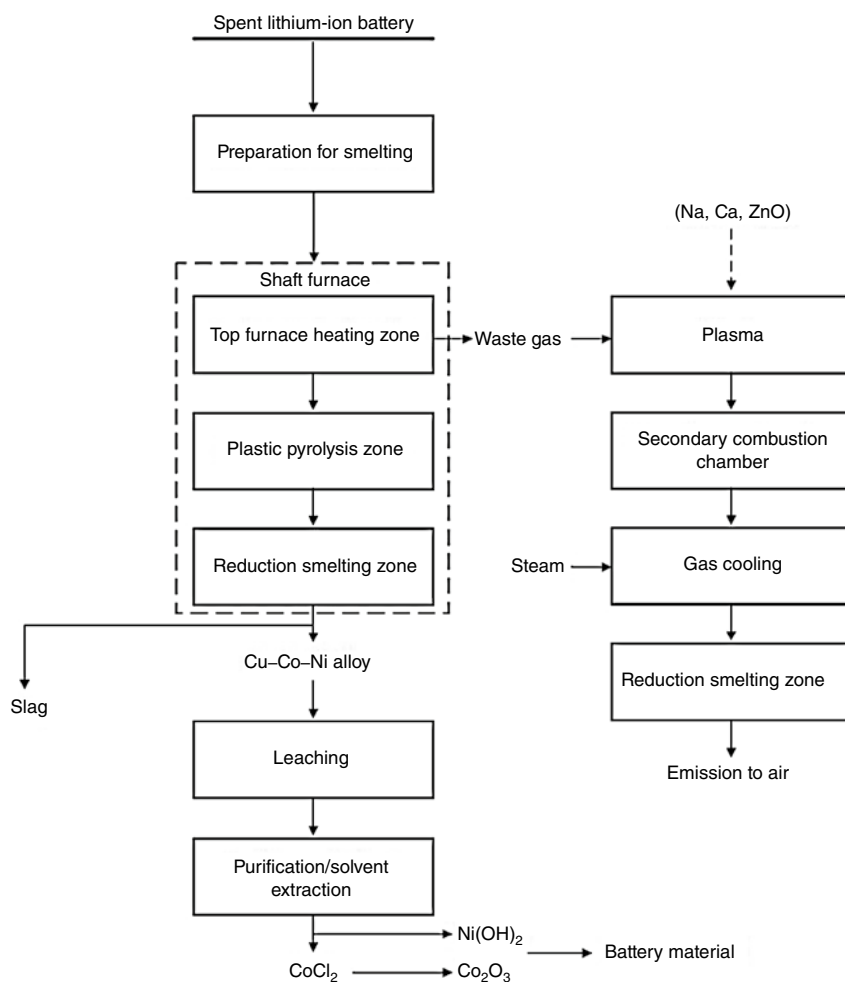 Spent lithium-ion battery
Preparation for smelting
Shaft furnace
Top furnace heating zone
Plastic pyrolysis zone
Reduction smelting zone
Cu–Co–Ni alloy
Slag
Leaching
Purification/solvent
extraction
Ni(OH)₂
CoCl₂
Co₂O₃
Battery material
Waste gas
(Na, Ca, ZnO)
Plasma
Secondary combustion
chamber
Steam
Gas cooling
Reduction smelting zone
Emission to air